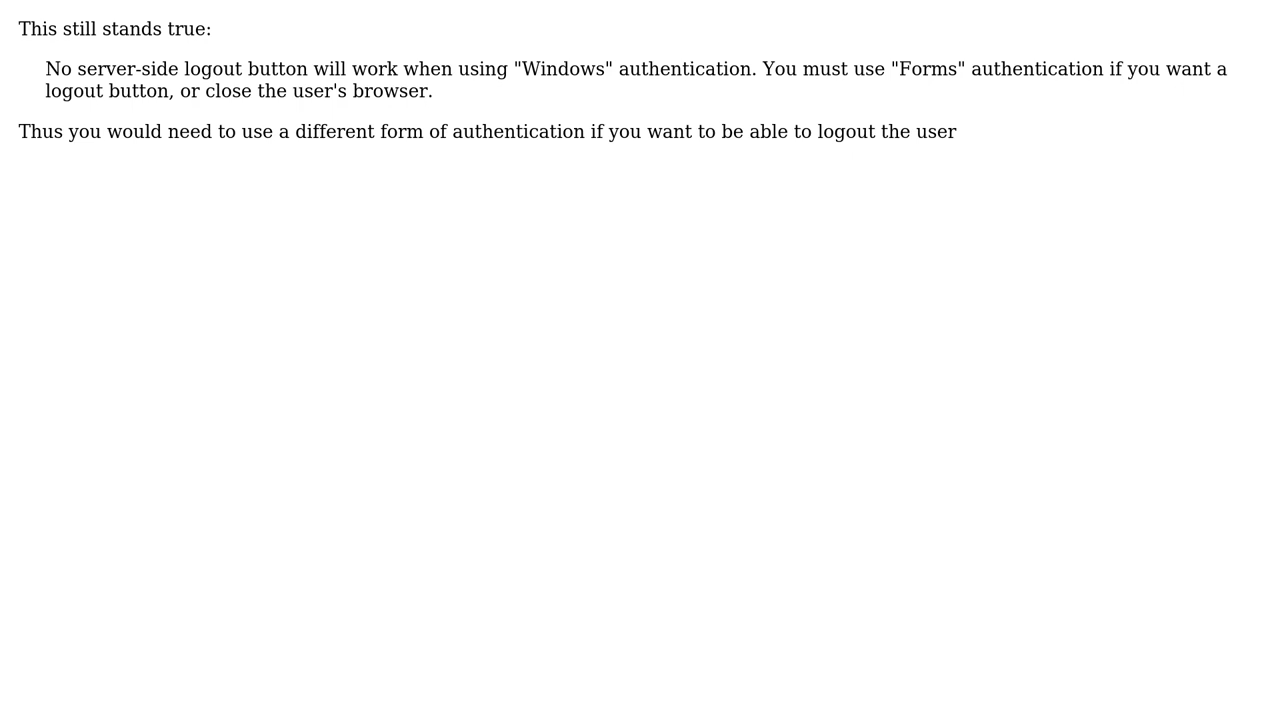 This still stands true:
No server-side logout button will work when using "Windows" authentication. You must use "Forms" authentication if you want a
logout button, or close the user's browser.
Thus you would need to use a different form of authentication if you want to be able to logout the user